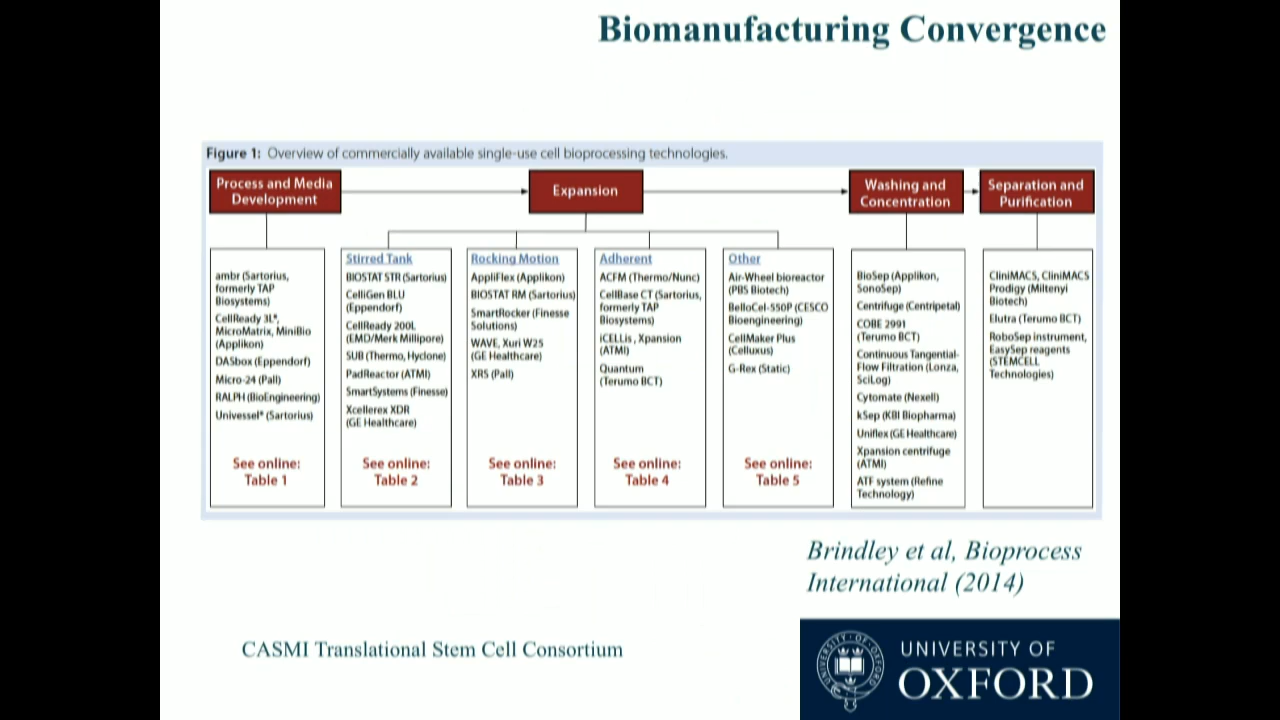 Biomanufacturing Convergence
Figure 1: Overview of commercially available single-use cell bioprocessing technologies.
Process and Media
Development
Expansion
Washing and
Concentration
Separation and
Purification
ambr (Sartorius,
formerly TAP
Biosystems)
CellReady 3L*,
MicroMatrix, MiniBio
(Applikon)
DASbox (Eppendorf)
Micro-24 (Pall)
RALPH (BioEngineering)
Univessel* (Sartorius)
See online:
Table 1
Stirred Tank
BIOSTAT STR (Sartorius)
CelliGen BLU
(Eppendorf)
CellReady 200L
(EMD/Merk Millipore)
SUB (Thermo, Hyclone)
PadReactor (ATMI)
SmartSystems (Finesse)
Xcellerex XDR
(GE Healthcare)
See online:
Table 2
Rocking Motion
AppliFlex (Applikon)
BIOSTAT RM (Sartorius)
SmartRocker (Finesse
Solutions)
WAVE, Xuri W25
(GE Healthcare)
XRS (Pall)
See online:
Table 3
Adherent
ACFM (Thermo/Nunc)
CellBase CT (Sartorius,
formerly TAP
Biosystems)
iCELLis , Xpansion
(ATMI)
Quantum
(Terumo BCT)
See online:
Table 4
Other
Air-Wheel bioreactor
(PBS Biotech)
BelloCel-550P (CESCO
Bioengineering)
CellMaker Plus
(Celluxus)
G-Rex (Static)
See online:
Table 5
BioSep (Applikon,
SonoSep)
Centrifuge (Centripetal)
COBE 2991
(Terumo BCT)
Continuous Tangential-
Flow Filtration (Lonza,
SciLog)
Cytomate (Nexell)
kSep (KBI Biopharma)
Uniflex (GE Healthcare)
Xpansion centrifuge
(ATMI)
ATF system (Refine
Technology)
CliniMACS, CliniMACS
Prodigy (Miltenyi
Biotech)
Elutra (Terumo BCT)
RoboSep instrument,
EasySep reagents
(STEMCELL
Technologies)
Brindley et al, Bioprocess
International (2014)
CASMI Translational Stem Cell Consortium
UNIVERSITY OF
OXFORD